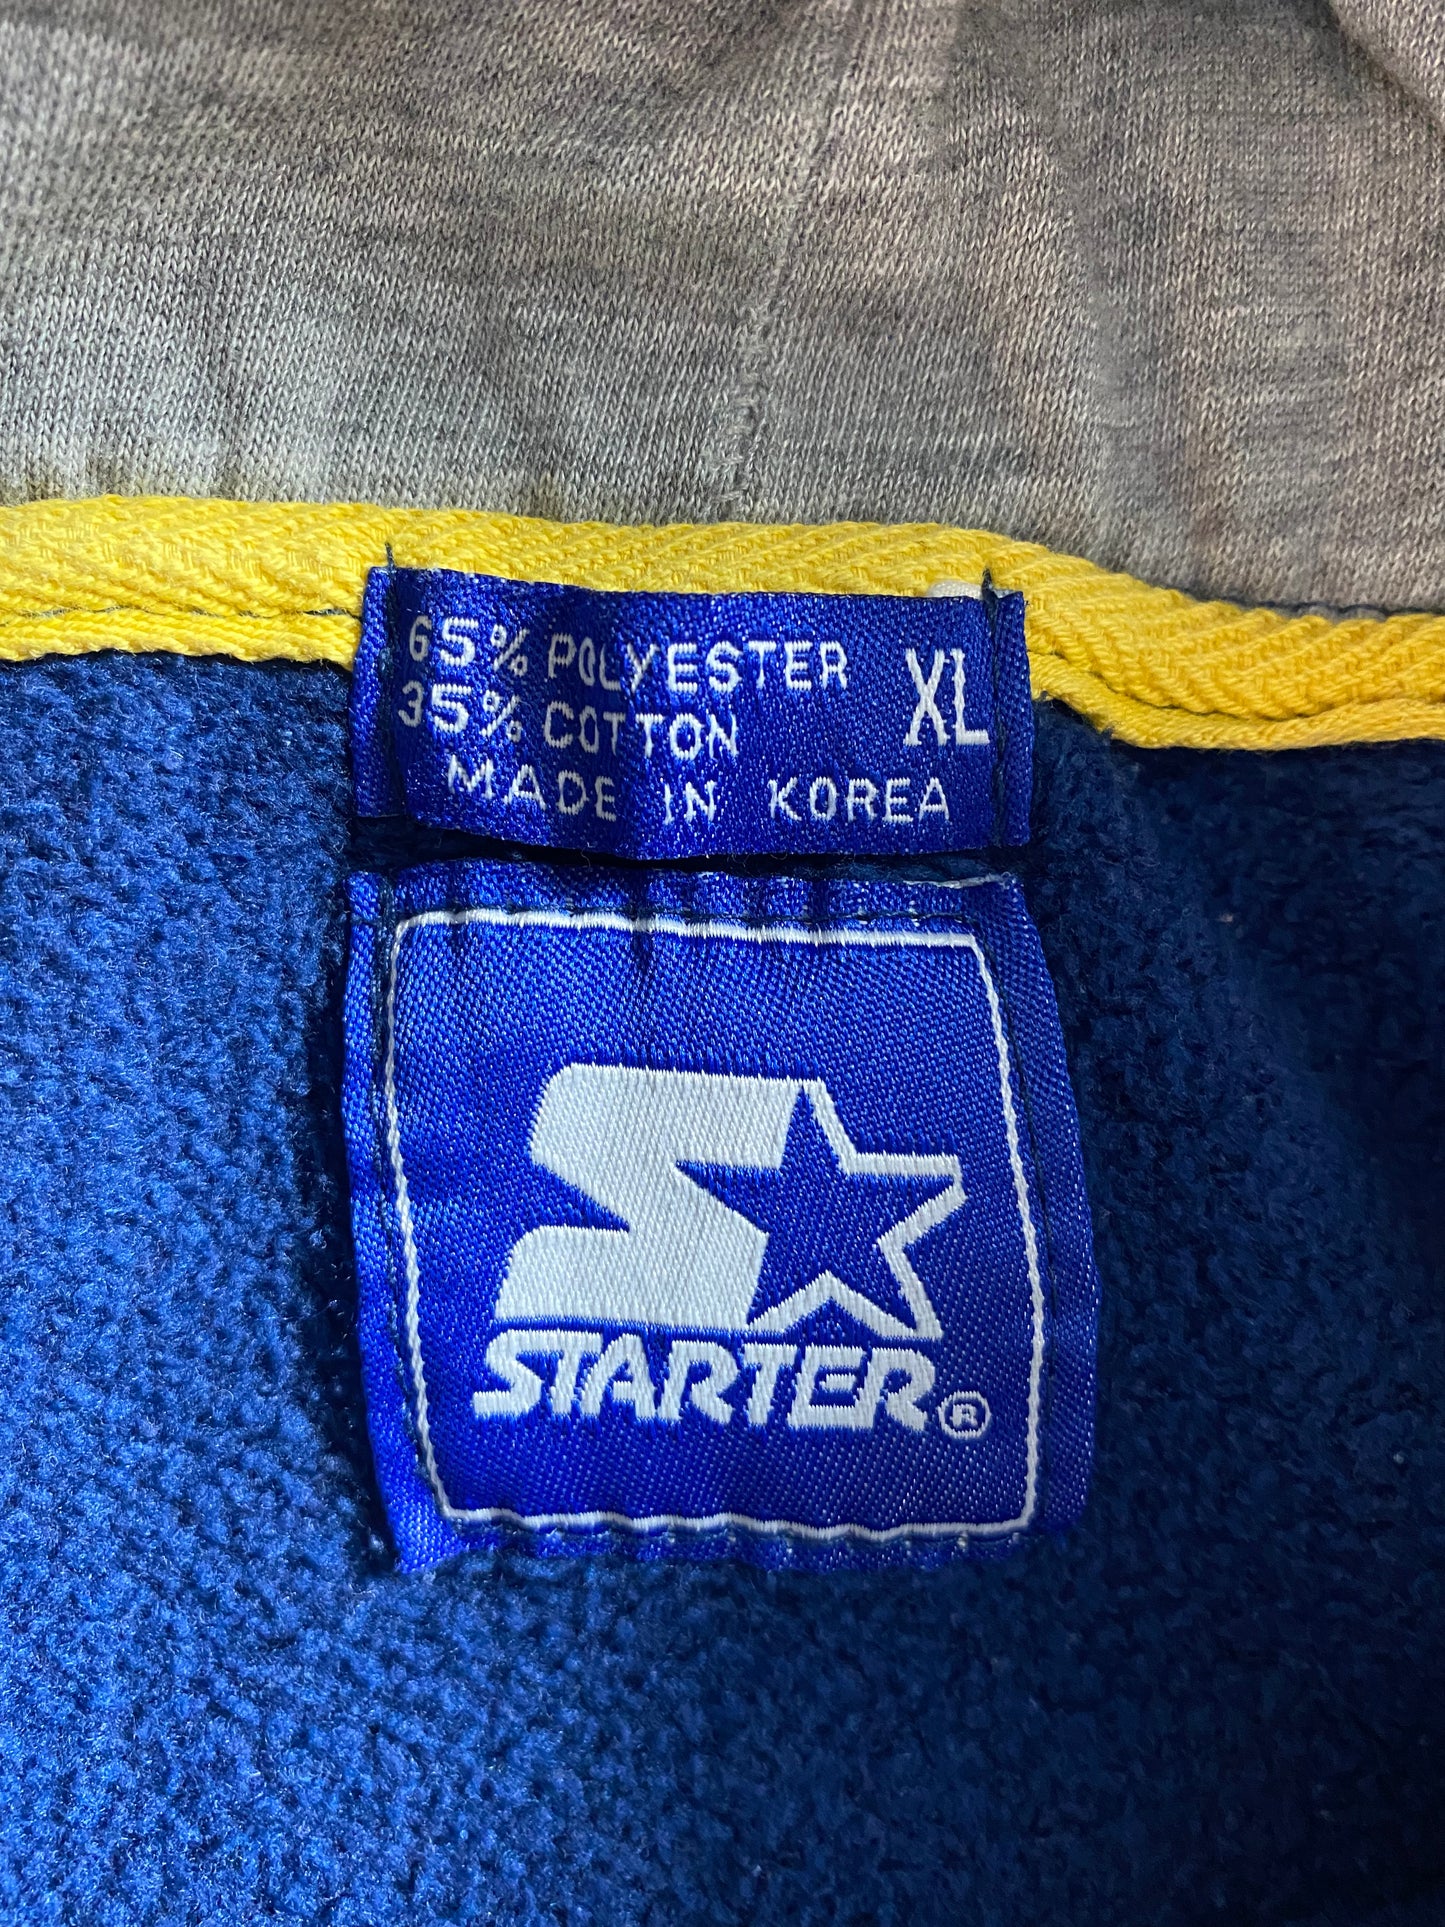 65% POLYESTER
35% COTTON XL
MADE IN KOREA
STARTER®